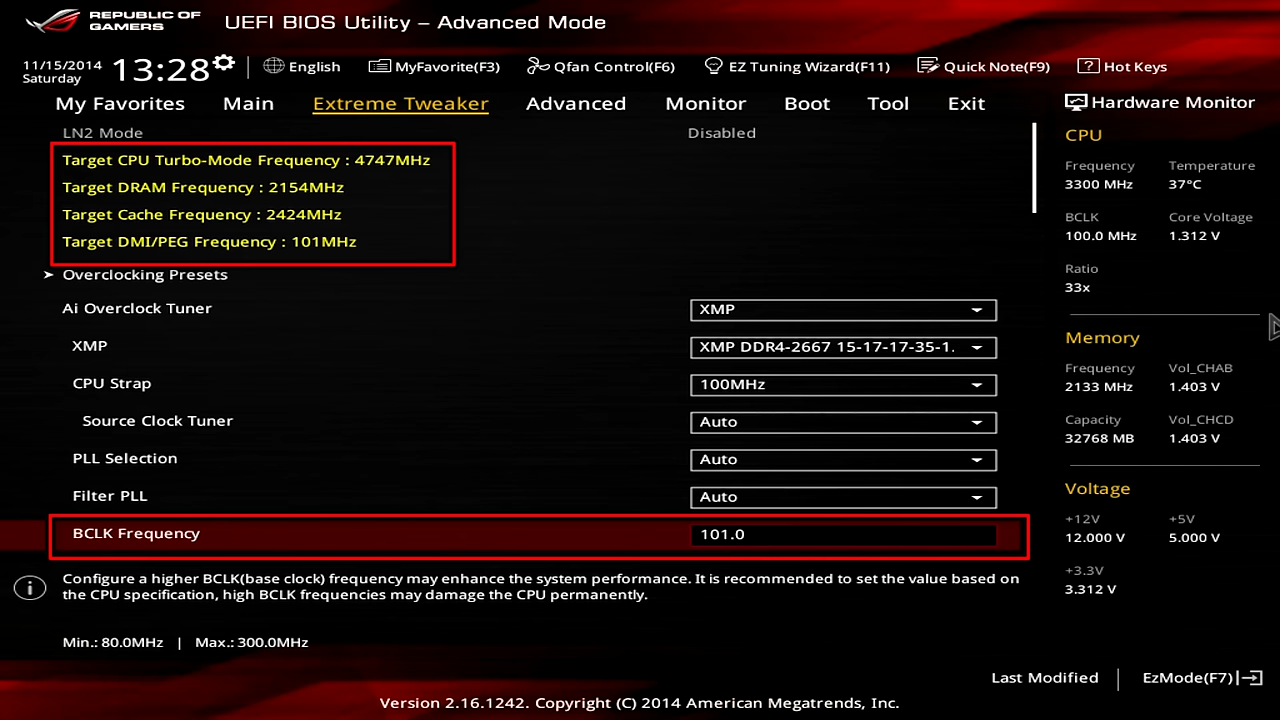 REPUBLIC OF
GAMERS
UEFI BIOS Utility – Advanced Mode
11/15/2014
Saturday
13:28
English
MyFavorite(F3)
Qfan Control(F6)
EZ Tuning Wizard(F11)
Quick Note(F9)
? Hot Keys
My Favorites
Main
Extreme Tweaker
Advanced
Monitor
Boot
Tool
Exit
LN2 Mode Disabled
Target CPU Turbo-Mode Frequency : 4747MHz
Target DRAM Frequency : 2154MHz
Target Cache Frequency : 2424MHz
Target DMI/PEG Frequency : 101MHz
Overclocking Presets
Ai Overclock Tuner XMP
XMP XMP DDR4-2667 15-17-17-35-1.
CPU Strap 100MHz
Source Clock Tuner Auto
PLL Selection Auto
Filter PLL Auto
BCLK Frequency 101.0
Configure a higher BCLK(base clock) frequency may enhance the system performance. It is recommended to set the value based on
the CPU specification, high BCLK frequencies may damage the CPU permanently.
Min.: 80.0MHz | Max.: 300.0MHz
Hardware Monitor
CPU
Frequency Temperature
3300 MHz 37°C
BCLK Core Voltage
100.0 MHz 1.312 V
Ratio
33x
Memory
Frequency Vol_CHAB
2133 MHz 1.403 V
Capacity Vol_CHCD
32768 MB 1.403 V
Voltage
+12V +5V
12.000 V 5.000 V
+3.3V
3.312 V
Last Modified
EzMode(F7)
Version 2.16.1242. Copyright (C) 2014 American Megatrends, Inc.